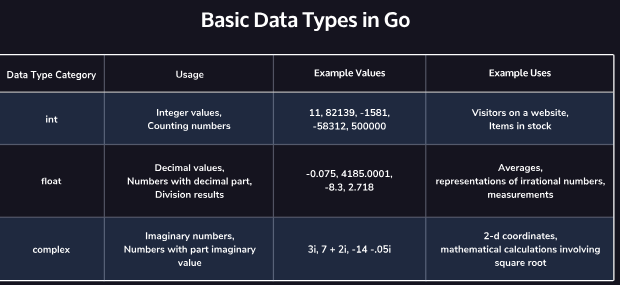 Basic Data Types in Go
Data Type Category
Usage
Example Values
Example Uses
int
Integer values,
Counting numbers
11, 82139, -1581,
-58312, 500000
Visitors on a website,
Items in stock
float
Decimal values,
Numbers with decimal part,
Division results
-0.075, 4185.0001,
-8.3, 2.718
Averages,
representations of irrational numbers,
measurements
complex
Imaginary numbers,
Numbers with part imaginary
value
3i, 7 + 2i, -14 -.05i
2-d coordinates,
mathematical calculations involving
square root